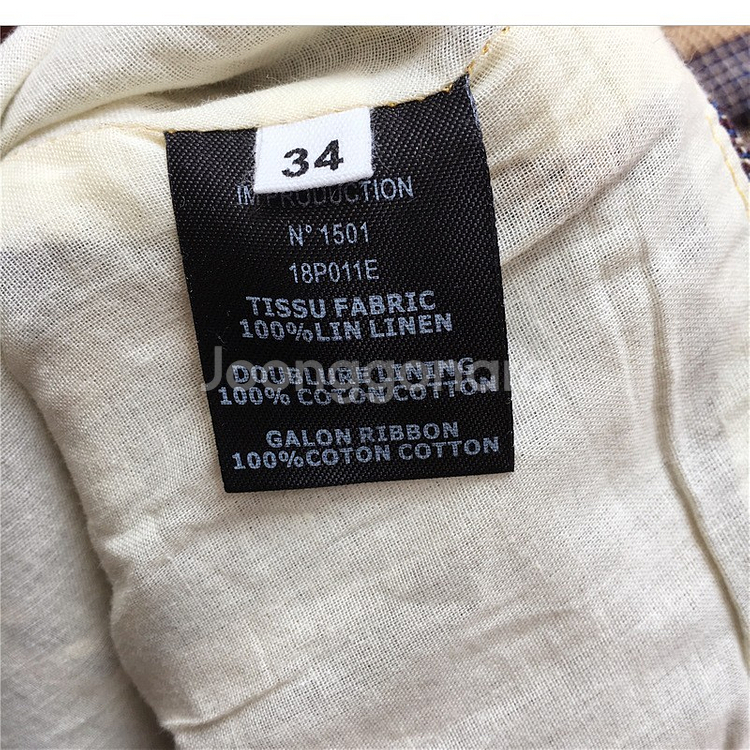 34
IM PRODUCTION
N° 1501
18P011E
TISSU FABRIC
100%LIN LINEN
DOUBLURE LINING
100% COTON COTTON
Joonggonara
GALON RIBBON
100%COTON COTTON